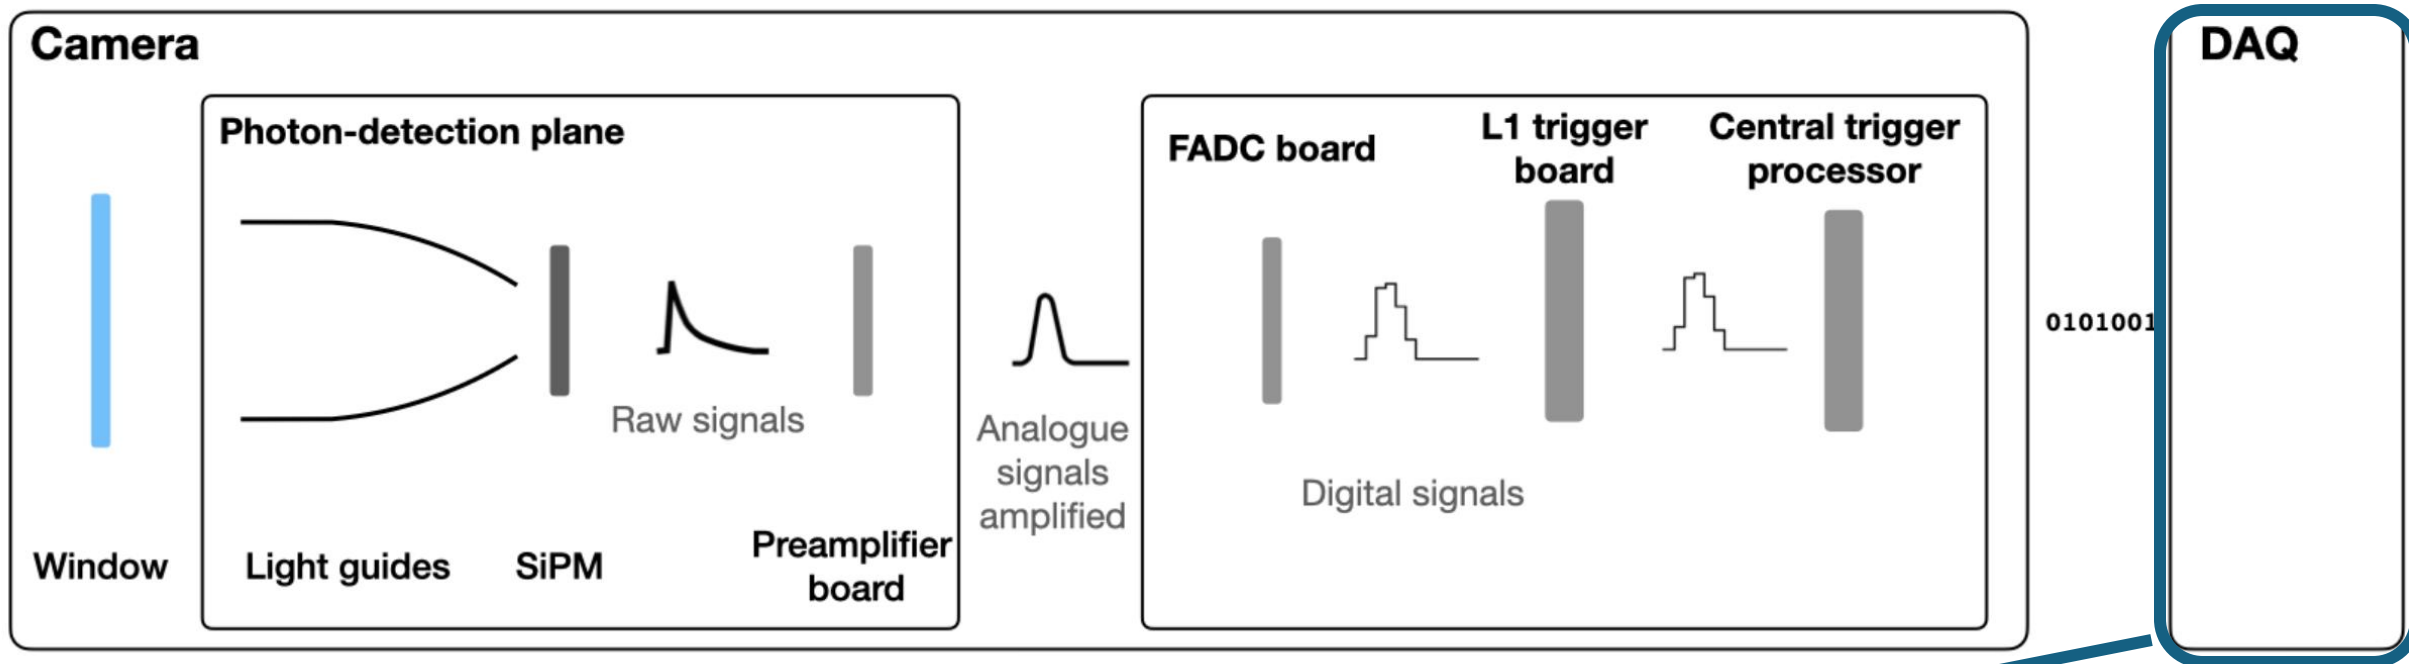 Camera
DAQ
Photon-detection plane
FADC board
L1 trigger
board
Central trigger
processor
0101001
Raw signals
Analogue
signals
amplified
Digital signals
Window
Light guides
SiPM
Preamplifier
board